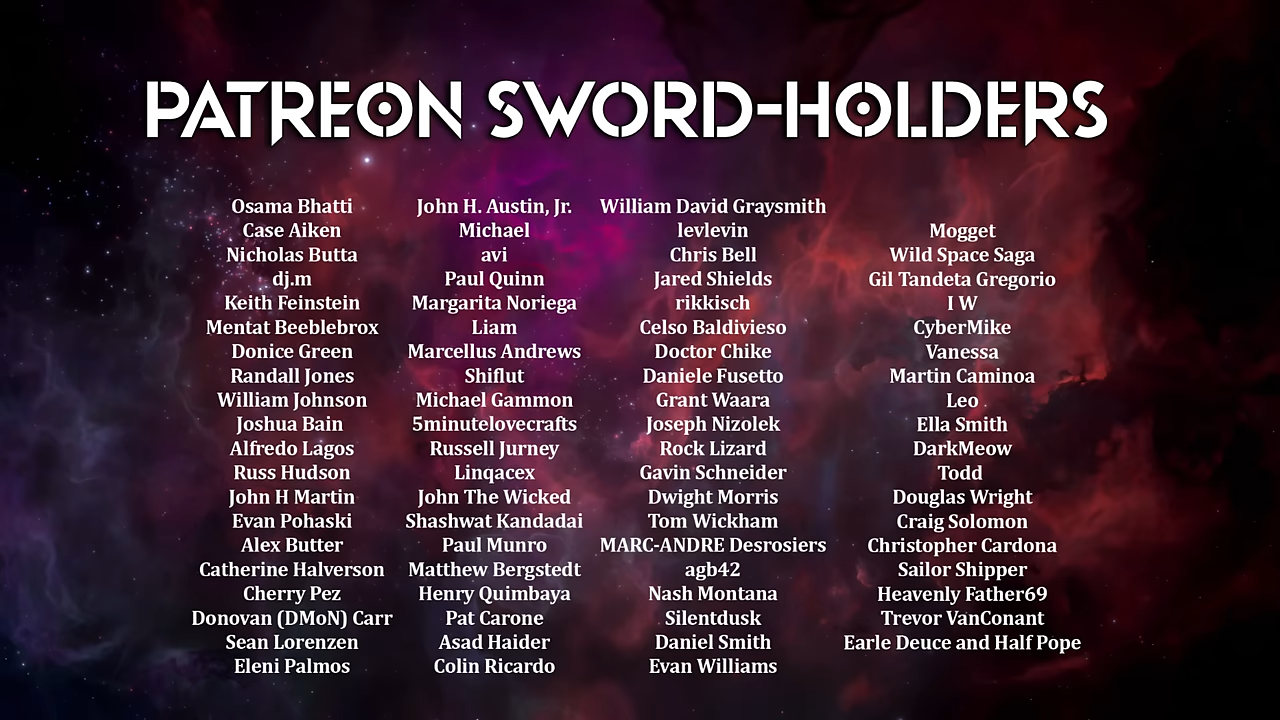 PATREON SWORD-HOLDERS
Osama Bhatti
Case Aiken
Nicholas Butta
dj.m
Keith Feinstein
Mentat Beeblebrox
Donice Green
Randall Jones
William Johnson
Joshua Bain
Alfredo Lagos
Russ Hudson
John H Martin
Evan Pohaski
Alex Butter
Catherine Halverson
Cherry Pez
Donovan (DMoN) Carr
Sean Lorenzen
Eleni Palmos
John H. Austin, Jr.
Michael
avi
Paul Quinn
Margarita Noriega
Liam
Marcellus Andrews
Shiflut
Michael Gammon
5minutelovecrafts
Russell Jurney
Linqacex
John The Wicked
Shashwat Kandadai
Paul Munro
Matthew Bergstedt
Henry Quimbaya
Pat Carone
Asad Haider
Colin Ricardo
William David Graysmith
levlevin
Chris Bell
Jared Shields
rikkisch
Celso Baldivieso
Doctor Chike
Daniele Fusetto
Grant Waara
Joseph Nizolek
Rock Lizard
Gavin Schneider
Dwight Morris
Tom Wickham
MARC-ANDRE Desrosiers
agb42
Nash Montana
Silentdusk
Daniel Smith
Evan Williams
Mogget
Wild Space Saga
Gil Tandeta Gregorio
I W
CyberMike
Vanessa
Martin Caminoa
Leo
Ella Smith
DarkMeow
Todd
Douglas Wright
Craig Solomon
Christopher Cardona
Sailor Shipper
Heavenly Father69
Trevor VanConant
Earle Deuce and Half Pope